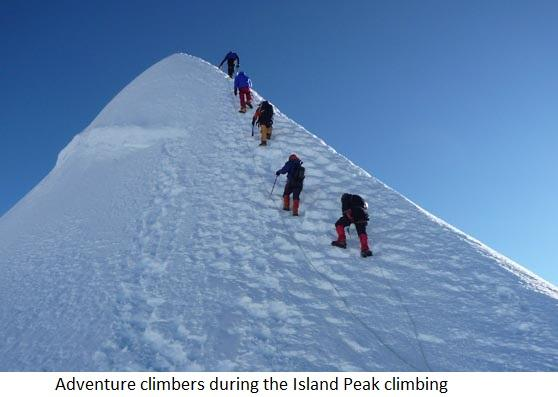 Adventure climbers during the Island Peak climbing